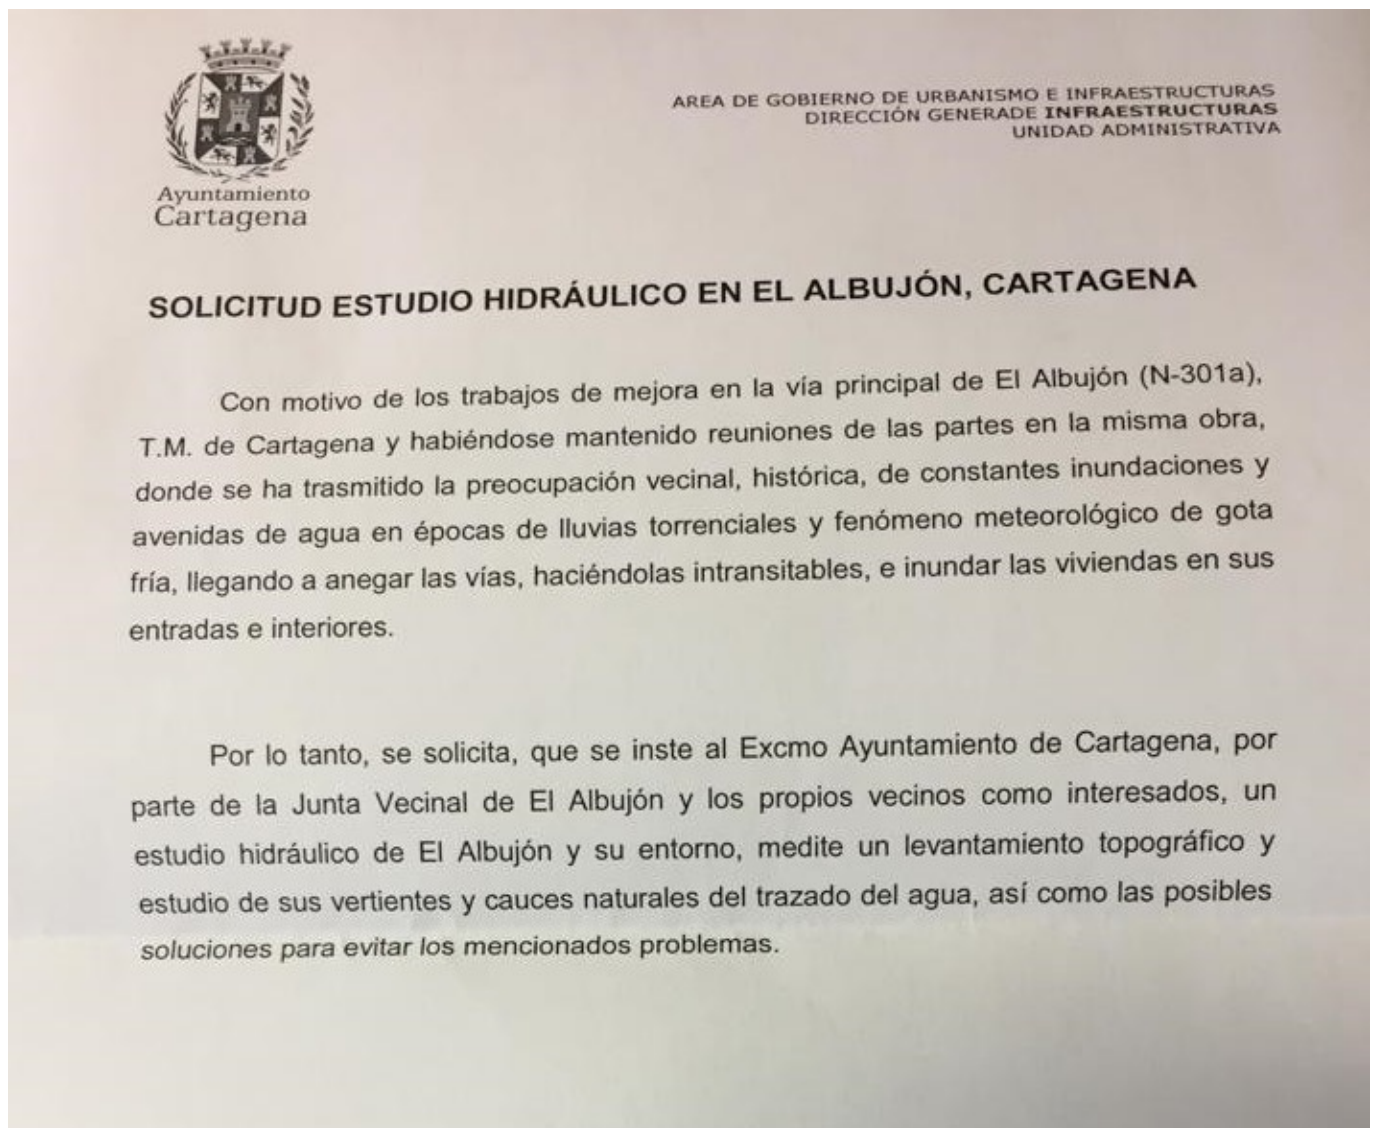 Ayuntamiento
Cartagena
AREA DE GOBIERNO DE URBANISMO E INFRAESTRUCTURAS
DIRECCIÓN GENERADE INFRAESTRUCTURAS
UNIDAD ADMINISTRATIVA
SOLICITUD ESTUDIO HIDRÁULICO EN EL ALBUJÓN, CARTAGENA
Con motivo de los trabajos de mejora en la vía principal de El Albujón (N-301a),
T.M. de Cartagena y habiéndose mantenido reuniones de las partes en la misma obra,
donde se ha trasmitido la preocupación vecinal, histórica, de constantes inundaciones y
avenidas de agua en épocas de lluvias torrenciales y fenómeno meteorológico de gota
fría, llegando a anegar las vías, haciéndolas intransitables, e inundar las viviendas en sus
entradas e interiores.
Por lo tanto, se solicita, que se inste al Excmo Ayuntamiento de Cartagena, por
parte de la Junta Vecinal de El Albujón y los propios vecinos como interesados, un
estudio hidráulico de El Albujón y su entorno, medite un levantamiento topográfico y
estudio de sus vertientes y cauces naturales del trazado del agua, así como las posibles
soluciones para evitar los mencionados problemas.